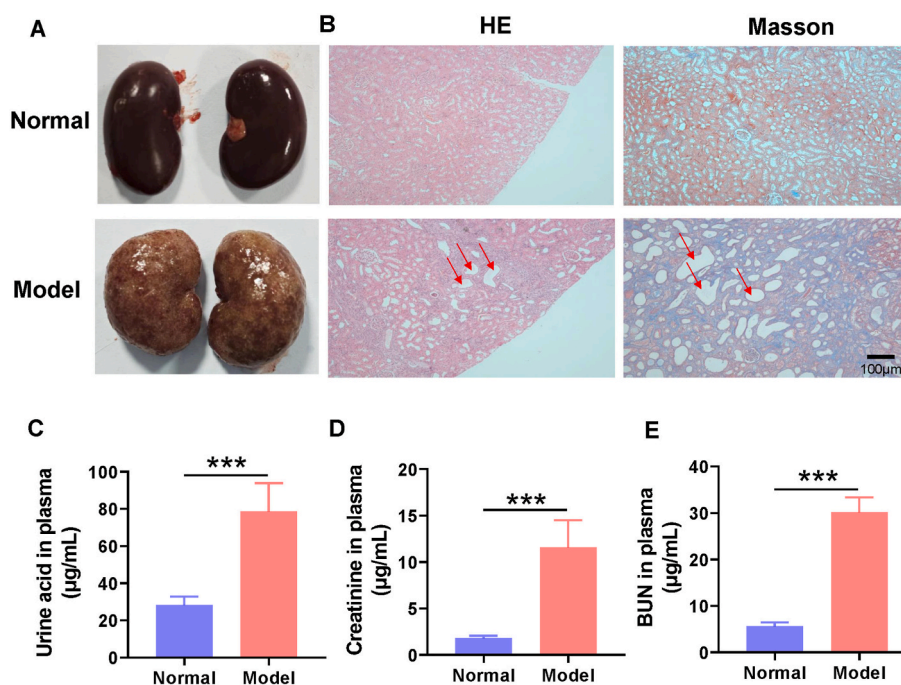 A
B
HE
Masson
Normal
Model
100μm
C
D
E
Urine acid in plasma
(μg/mL)
100
80
60
40
20
0
***
Normal
Model
Creatinine in plasma
(μg/mL)
20
15
10
5
0
***
Normal
Model
BUN in plasma
(μg/mL)
40
30
20
10
0
***
Normal
Model